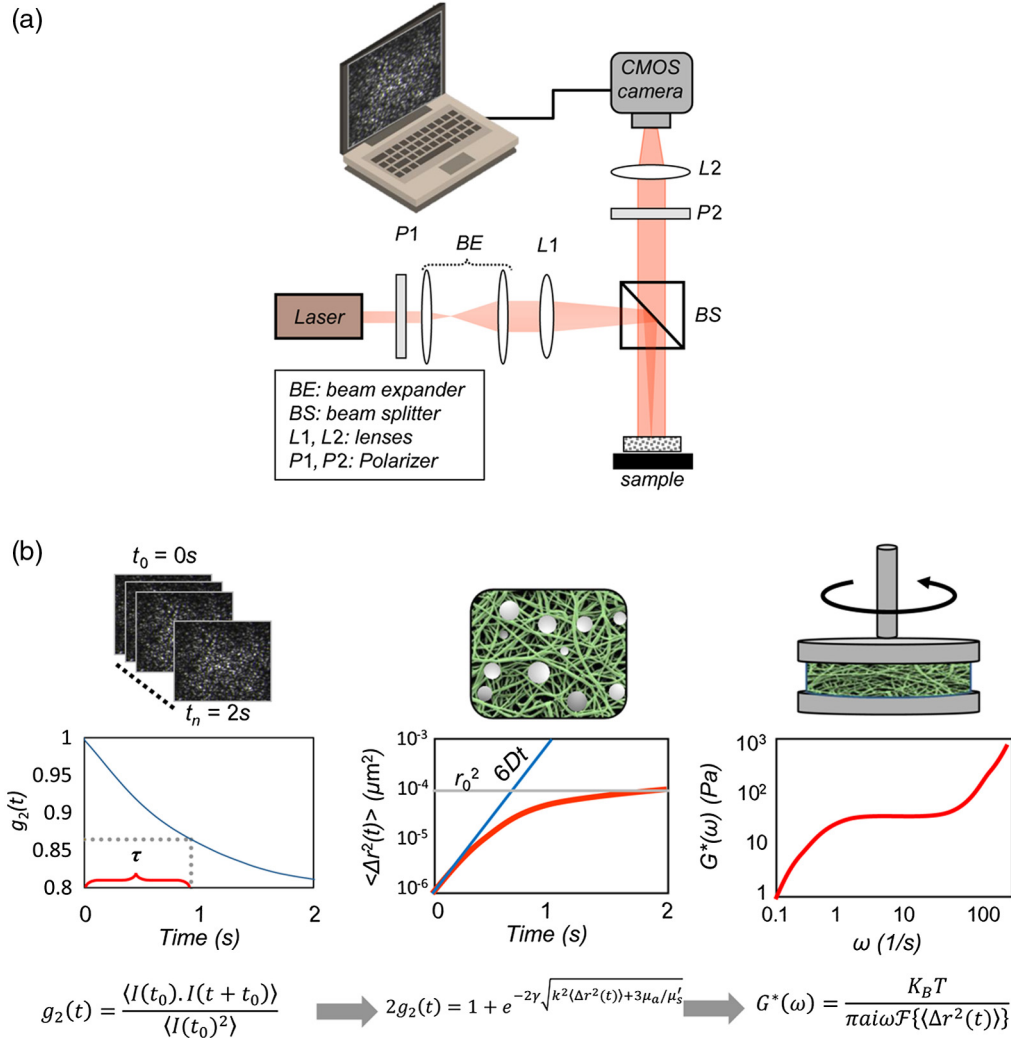 (a)
CMOS
camera
L2
P2
P1
BE
L1
Laser
BS
BE: beam expander
BS: beam splitter
L1, L2: lenses
P1, P2: Polarizer
sample
(b)
t₀ = 0s
tₙ = 2s
1
0.95
0.9
0.85
0.8
g₂(t)
τ
0
1
2
Time (s)
10⁻³
10⁻⁴
10⁻⁵
10⁻⁶
<Δr²(t)> (μm²)
r₀²
6Dt
0
1
2
Time (s)
10³
10²
10
1
G*(ω) (Pa)
0.1
1
10
100
ω (1/s)
g₂(t) = ⟨I(t₀).I(t + t₀)⟩ / ⟨I(t₀)²⟩
2g₂(t) = 1 + e^(−2γ√(k²⟨Δr²(t)⟩+3μₐ/μ′ₛ))
G*(ω) = K_BT / πaiωℱ{⟨Δr²(t)⟩}